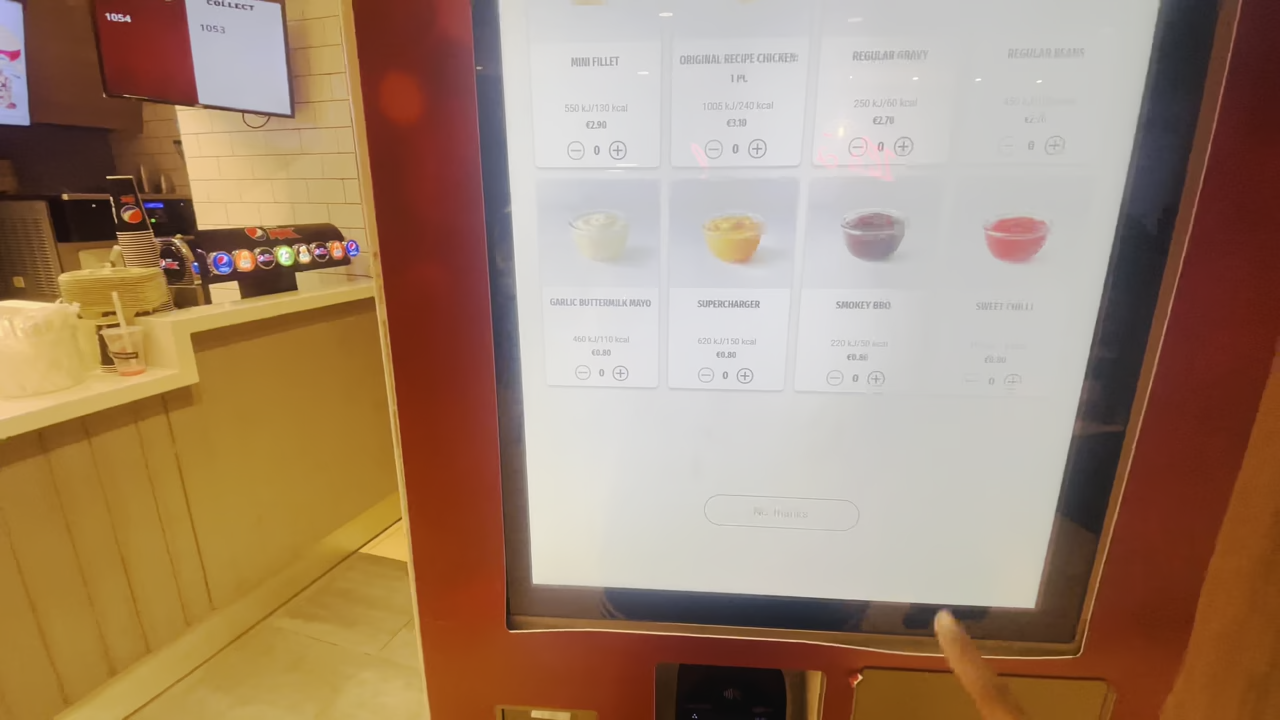 COLLECT
1054
1053
MINI FILLET
550 kJ/130 kcal
€2.90
0
ORIGINAL RECIPE CHICKEN:
1 PC.
1005 kJ/240 kcal
€3.10
0
REGULAR GRAVY
250 kJ/60 kcal
€2.70
0
REGULAR BEANS
0
GARLIC BUTTERMILK MAYO
460 kJ/110 kcal
€0.80
0
SUPERCHARGER
620 kJ/150 kcal
€0.80
0
SMOKEY BBQ
220 kJ/50 kcal
€0.80
0
SWEET CHILLI
€0.80
0
No, thanks